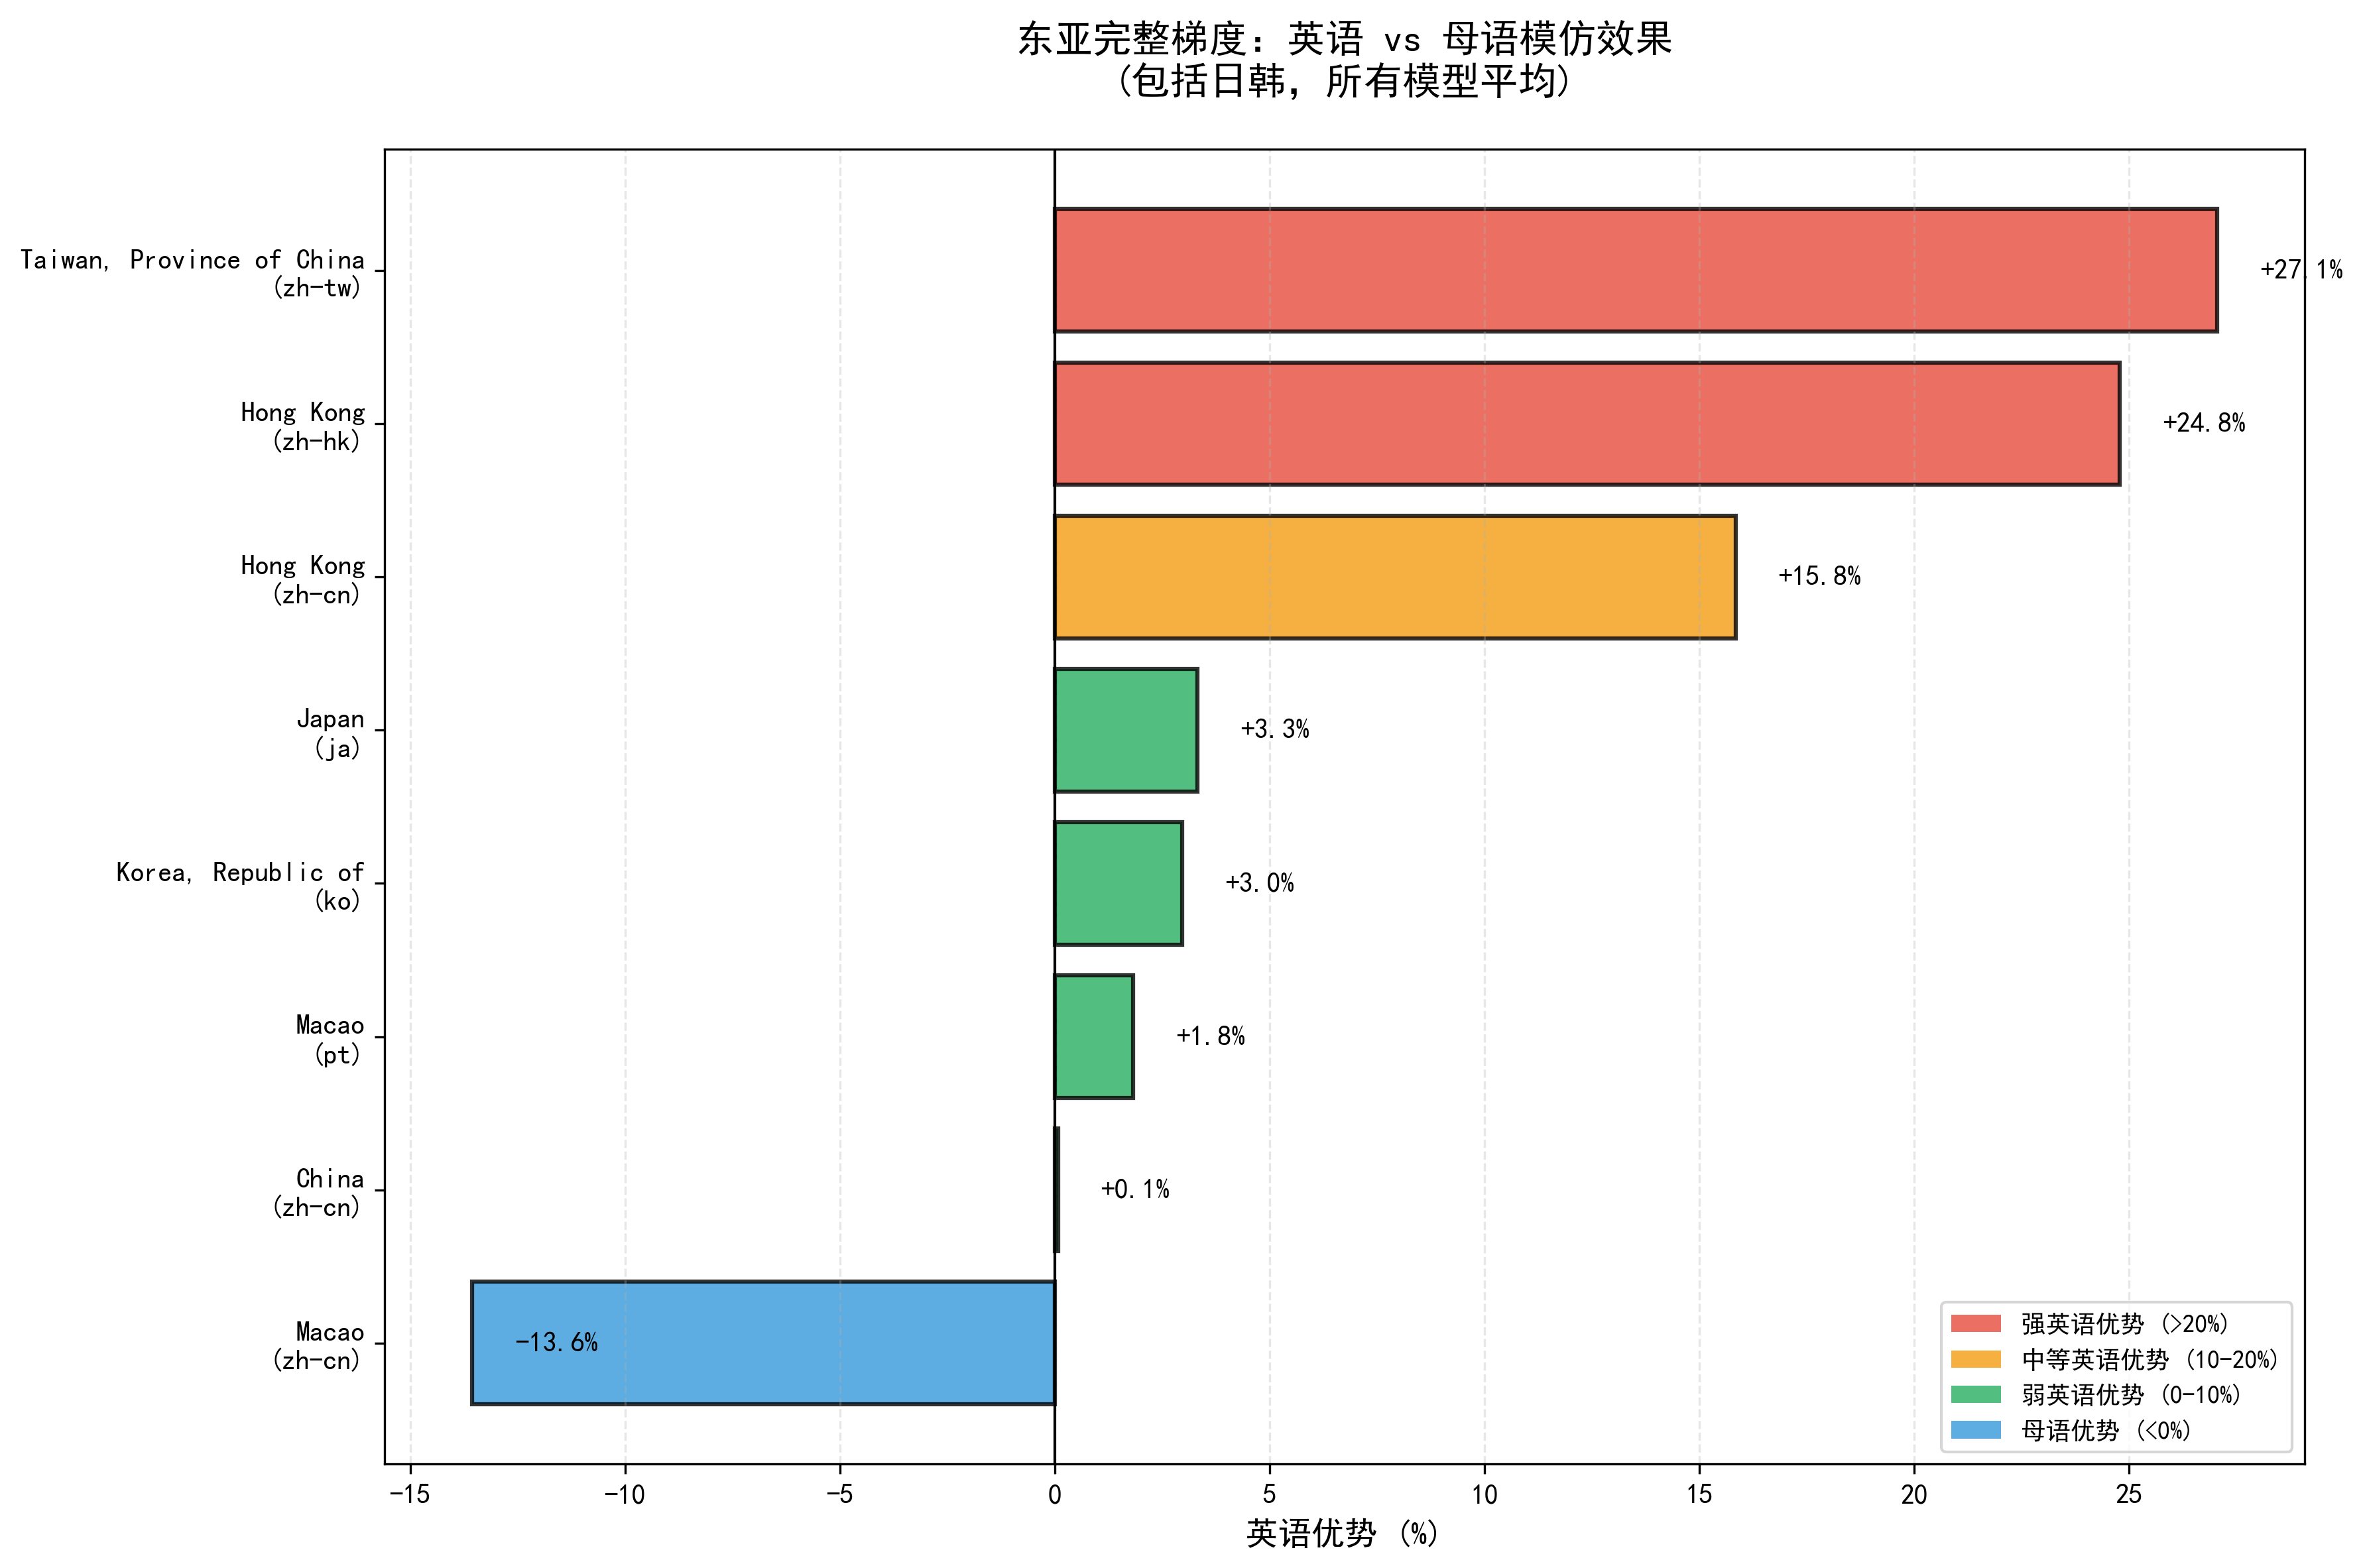 东亚完整梯度：英语 vs 母语模仿效果
(包括日韩，所有模型平均)
Taiwan, Province of China
(zh-tw)
+27.1%
Hong Kong
(zh-hk)
+24.8%
Hong Kong
(zh-cn)
+15.8%
Japan
(ja)
+3.3%
Korea, Republic of
(ko)
+3.0%
Macao
(pt)
+1.8%
China
(zh-cn)
+0.1%
Macao
(zh-cn)
−13.6%
强英语优势 (>20%)
中等英语优势 (10-20%)
弱英语优势 (0-10%)
母语优势 (<0%)
−15 −10 −5 0 5 10 15 20 25
英语优势 (%)